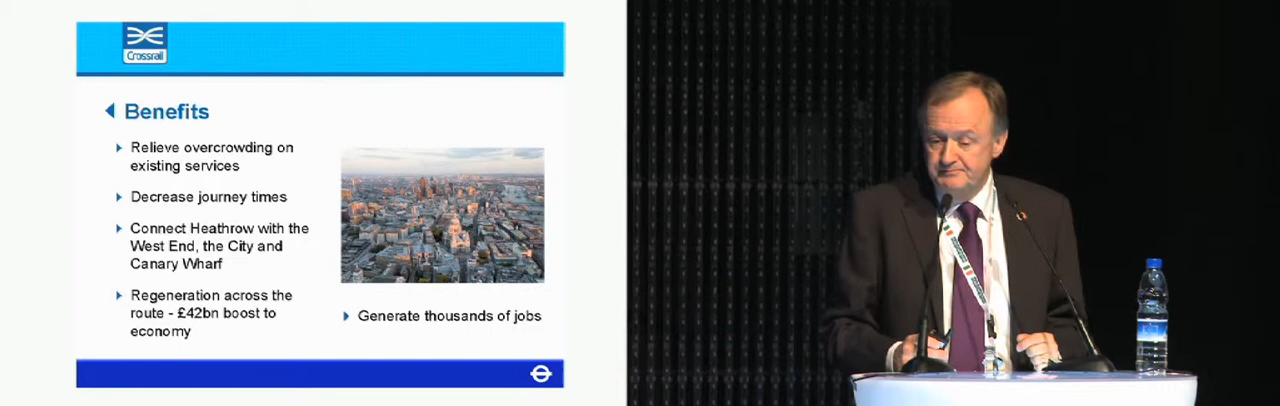 Crossrail
Benefits
Relieve overcrowding on
existing services
Decrease journey times
Connect Heathrow with the
West End, the City and
Canary Wharf
Regeneration across the
route - £42bn boost to
economy
Generate thousands of jobs